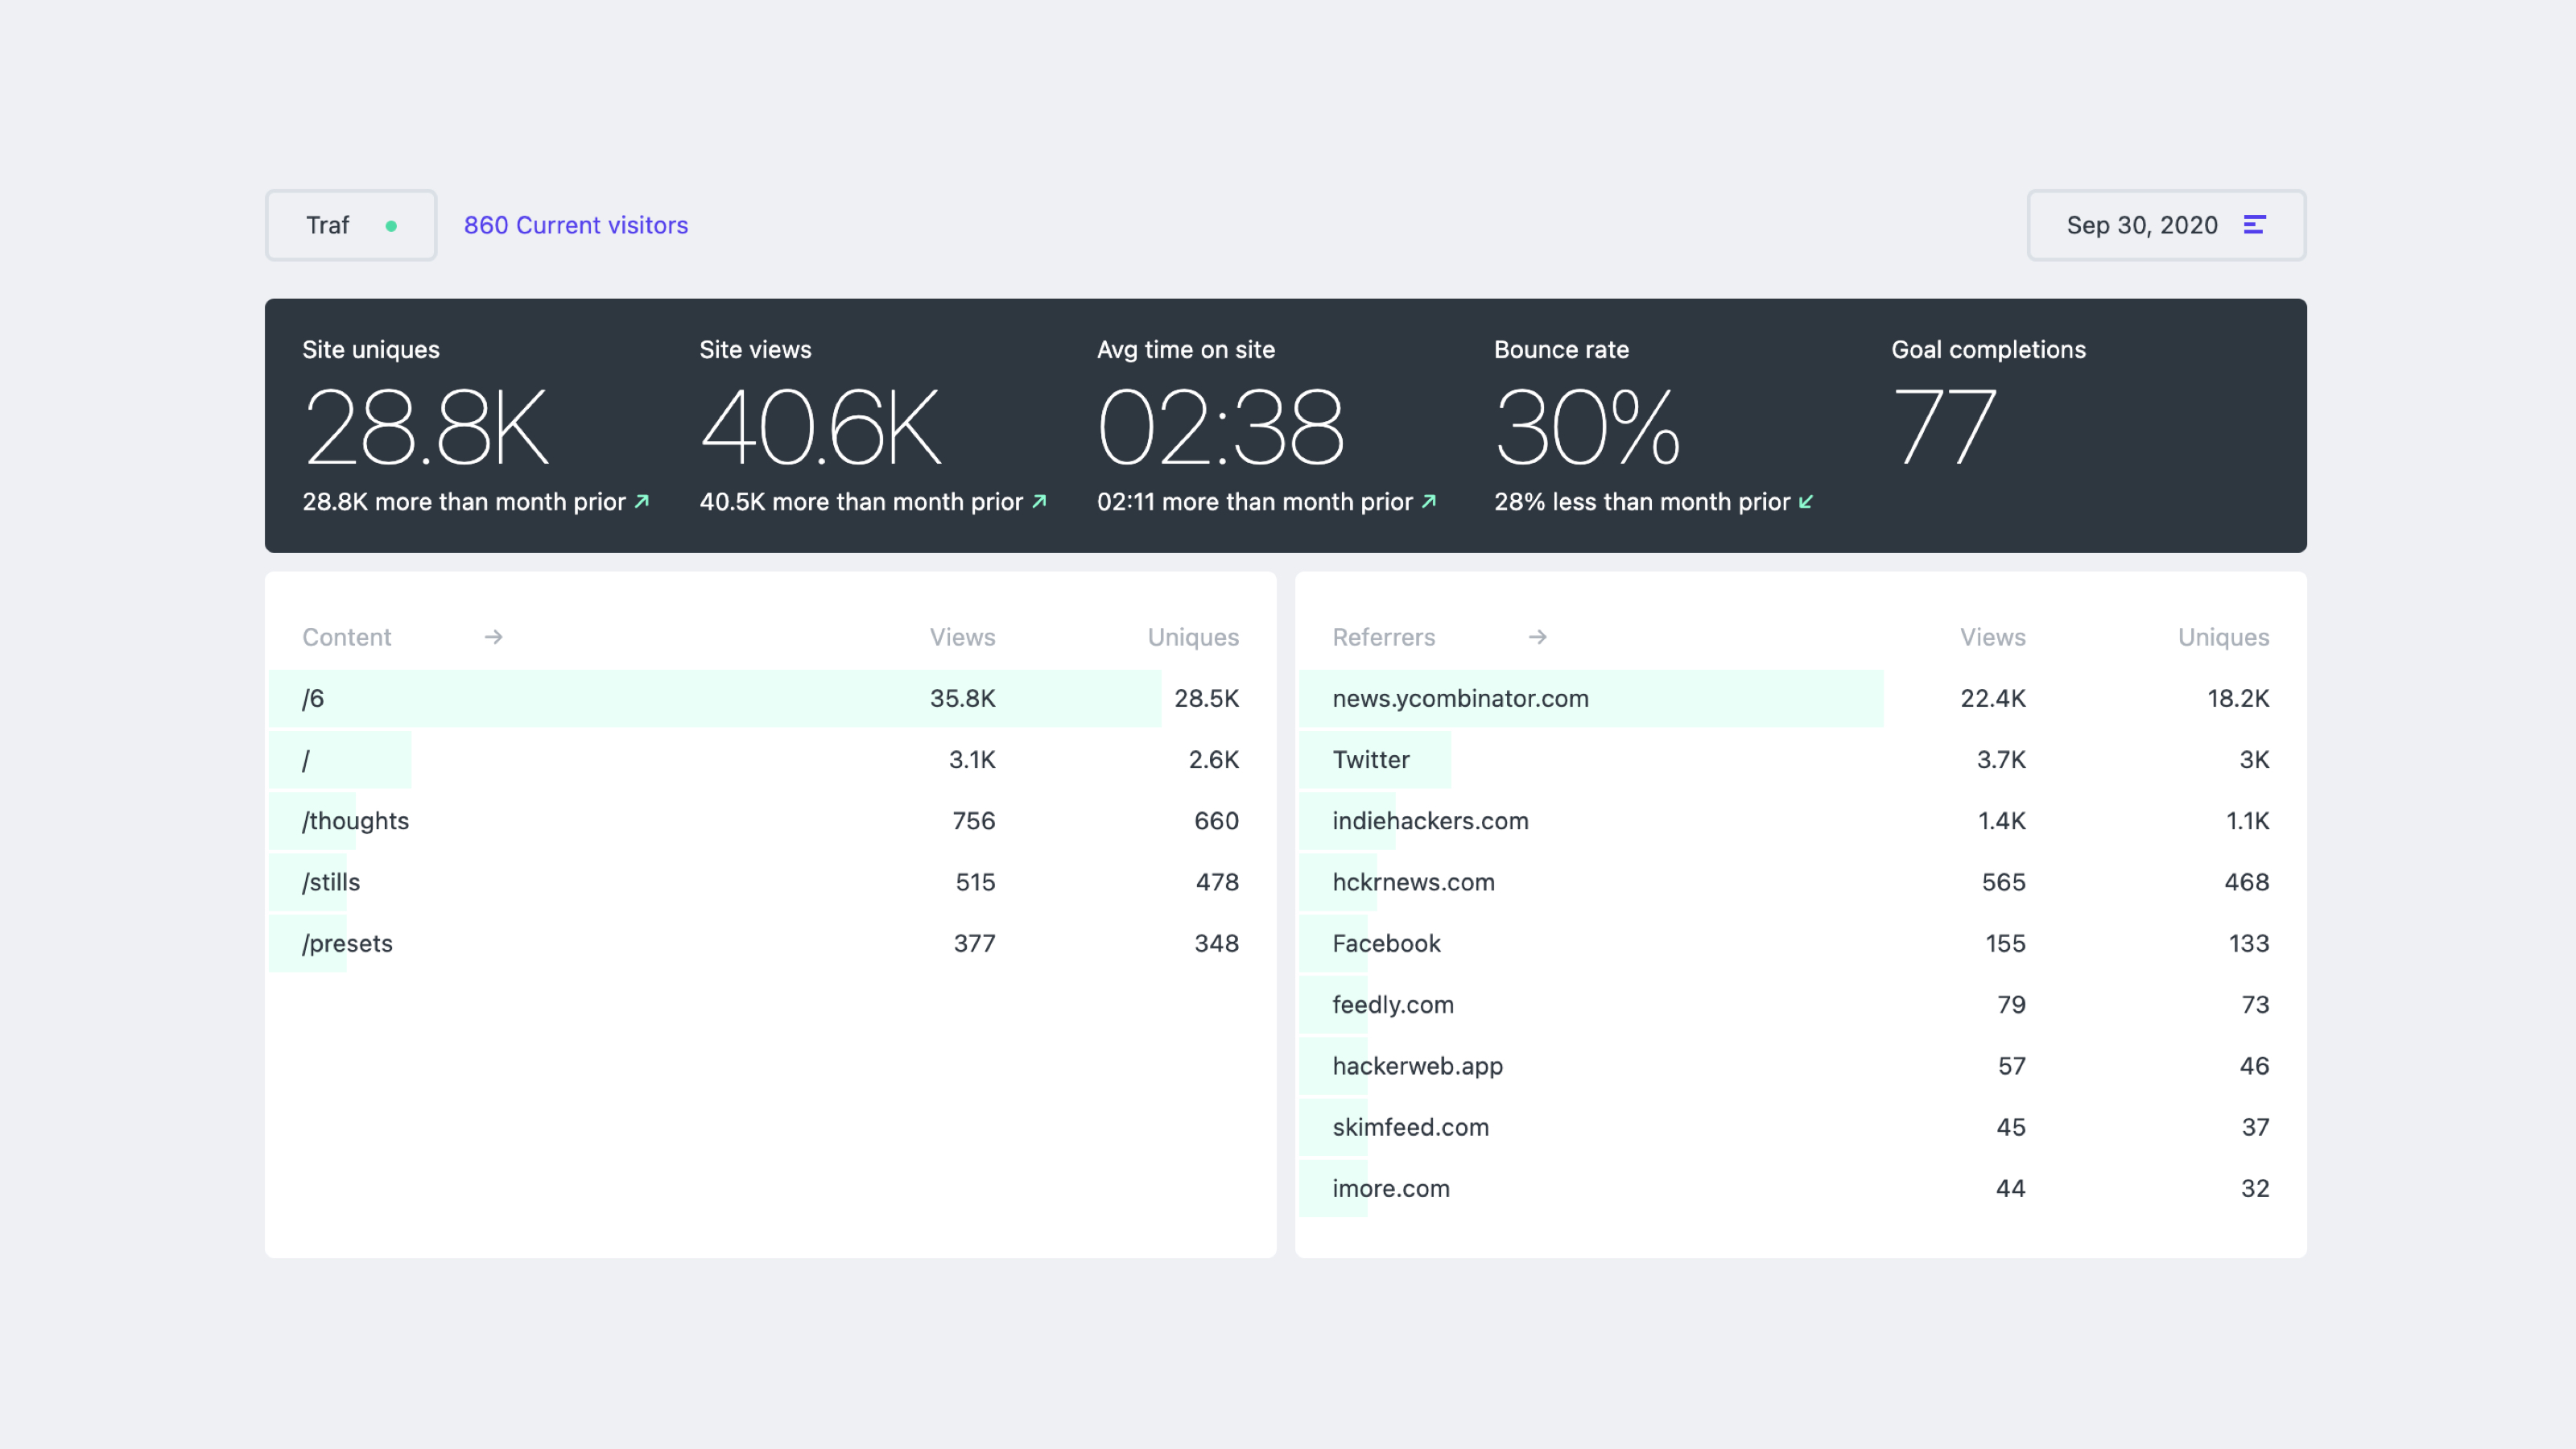 Traf
860 Current visitors
Sep 30, 2020
Site uniques
28.8K
28.8K more than month prior
Site views
40.6K
40.5K more than month prior
Avg time on site
02:38
02:11 more than month prior
Bounce rate
30%
28% less than month prior
Goal completions
77
Content → Views Uniques
/6 35.8K 28.5K
/ 3.1K 2.6K
/thoughts 756 660
/stills 515 478
/presets 377 348
Referrers → Views Uniques
news.ycombinator.com 22.4K 18.2K
Twitter 3.7K 3K
indiehackers.com 1.4K 1.1K
hckrnews.com 565 468
Facebook 155 133
feedly.com 79 73
hackerweb.app 57 46
skimfeed.com 45 37
imore.com 44 32